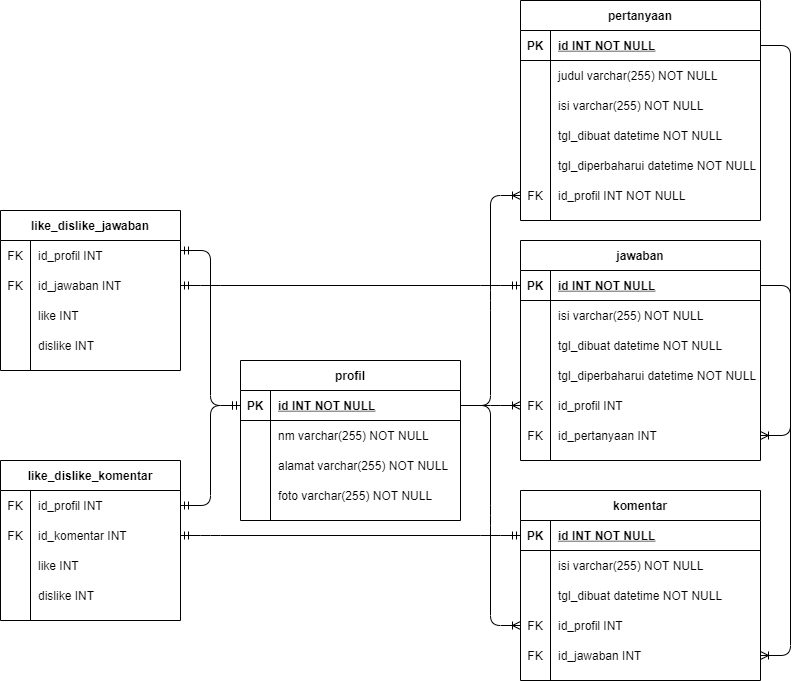 pertanyaan
PK id INT NOT NULL
judul varchar(255) NOT NULL
isi varchar(255) NOT NULL
tgl_dibuat datetime NOT NULL
tgl_diperbaharui datetime NOT NULL
FK id_profil INT NOT NULL
like_dislike_jawaban
FK id_profil INT
FK id_jawaban INT
like INT
dislike INT
jawaban
PK id INT NOT NULL
isi varchar(255) NOT NULL
tgl_dibuat datetime NOT NULL
tgl_diperbaharui datetime NOT NULL
FK id_profil INT
FK id_pertanyaan INT
profil
PK id INT NOT NULL
nm varchar(255) NOT NULL
alamat varchar(255) NOT NULL
foto varchar(255) NOT NULL
like_dislike_komentar
FK id_profil INT
FK id_komentar INT
like INT
dislike INT
komentar
PK id INT NOT NULL
isi varchar(255) NOT NULL
tgl_dibuat datetime NOT NULL
FK id_profil INT
FK id_jawaban INT